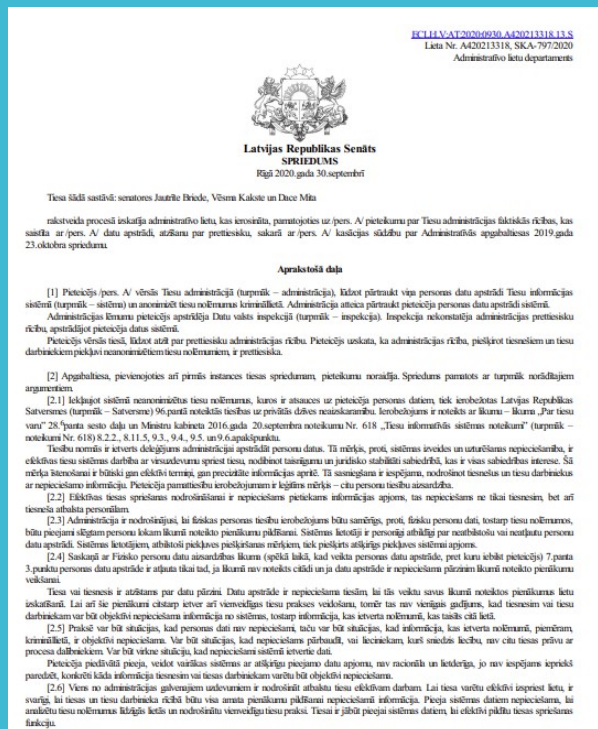 ECLI:LV:AT:2020:0930.A420213318.13.S
Lieta Nr. A420213318, SKA-797/2020
Administratīvo lietu departaments
Latvijas Republikas Senāts
SPRIEDUMS
Rīgā 2020.gada 30.septembrī
Tiesa šādā sastāvā: senatores Jautrīte Briede, Vēsma Kakste un Dace Mita
rakstveida procesā izskatīja administratīvo lietu, kas ierosināta, pamatojoties uz /pers. A/ pieteikumu par Tiesu administrācijas faktiskās rīcības, kas
saistīta ar /pers. A/ datu apstrādi, atzīšanu par prettiesisku, sakarā ar /pers. A/ kasācijas sūdzību par Administratīvās apgabaltiesas 2019.gada
23.oktobra spriedumu.
Aprakstošā daļa
[1] Pieteicējs /pers. A/ vērsās Tiesu administrācijā (turpmāk – administrācija), lūdzot pārtraukt viņa personas datu apstrādi Tiesu informācijas
sistēmā (turpmāk – sistēma) un anonimizēt tiesu nolēmumus krimināllietā. Administrācija atteica pārtraukt pieteicēja personas datu apstrādi sistēmā.
Administrācijas lēmumu pieteicējs apstrīdēja Datu valsts inspekcijā (turpmāk – inspekcija). Inspekcija nekonstatēja administrācijas prettiesisku
rīcību, apstrādājot pieteicēja datus sistēmā.
Pieteicējs vērsās tiesā, lūdzot atzīt par prettiesisku administrācijas rīcību. Pieteicējs uzskata, ka administrācijas rīcība, piešķirot tiesnešiem un tiesu
darbiniekiem piekļuvi neanonimizētiem tiesu nolēmumiem, ir prettiesiska.
[2] Apgabaltiesa, pievienojoties arī pirmās instances tiesas spriedumam, pieteikumu noraidīja. Spriedums pamatots ar turpmāk norādītajiem
argumentiem.
[2.1] Iekļaujot sistēmā neanonimizētus tiesu nolēmumus, kuros ir atsauces uz pieteicēja personas datiem, tiek ierobežotas Latvijas Republikas
Satversmes (turpmāk – Satversme) 96.pantā noteiktās tiesības uz privātās dzīves neaizskaramību. Ierobežojums ir noteikts ar likumu – likuma „Par tiesu
varu” 28.⁶panta sesto daļu un Ministru kabineta 2016.gada 20.septembra noteikumu Nr. 618 „Tiesu informatīvās sistēmas noteikumi” (turpmāk –
noteikumi Nr. 618) 8.2.2., 8.11.5, 9.3., 9.4., 9.5. un 9.6.apakšpunktu.
Tiesību normās ir ietverts deleģējums administrācijai apstrādāt personu datus. Tā mērķis, proti, sistēmas izveides un uzturēšanas nepieciešamība, ir
efektīvas tiesu sistēmas darbība ar virsuzdevumu spriest tiesu, nodibinot taisnīgumu un juridisko stabilitāti sabiedrībā, kas ir visas sabiedrības interese. Šā
mērķa īstenošanai ir būtiski gan efektīvi termiņi, gan precizitāte informācijas apritē. Tā sasniegšana ir iespējama, nodrošinot tiesnešus un tiesu darbiniekus
ar nepieciešamo informāciju. Pieteicēja pamattiesību ierobežojumam ir leģitīms mērķis – citu personu tiesību aizsardzība.
[2.2] Efektīvas tiesas spriešanas nodrošināšanai ir nepieciešams pietiekams informācijas apjoms, tas nepieciešams ne tikai tiesnesim, bet arī
tiesneša atbalsta personālam.
[2.3] Administrācija ir nodrošinājusi, lai fiziskas personas tiesību ierobežojums būtu samērīgs, proti, fizisku personu dati, tostarp tiesu nolēmumos,
būtu pieejami slēgtam personu lokam likumā noteikto pienākumu pildīšanai. Sistēmas lietotāji ir personīgi atbildīgi par neatbilstošu vai neatļautu personu
datu apstrādi. Sistēmas lietotājiem, atbilstoši piekļuves piešķiršanas mērķiem, tiek piešķirts atšķirīgs piekļuves sistēmai apjoms.
[2.4] Saskaņā ar Fizisko personu datu aizsardzības likuma (spēkā laikā, kad veikta personas datu apstrāde, pret kuru iebilst pieteicējs) 7.panta
3.punktu personas datu apstrāde ir atļauta tikai tad, ja likumā nav noteikts citādi un ja datu apstrāde ir nepieciešama pārzinim likumā noteikto pienākumu
veikšanai.
Tiesa vai tiesnesis ir atzīstams par datu pārzini. Datu apstrāde ir nepieciešama tiesām, lai tās veiktu savus likumā noteiktos pienākumus lietu
izskatīšanā. Lai arī šie pienākumi citstarp ietver arī vienveidīgas tiesu prakses veidošanu, tomēr tas nav vienīgais gadījums, kad tiesnesim vai tiesu
darbiniekam var būt objektīvi nepieciešama informācija no sistēmas, tostarp informācija, kas ietverta nolēmumā, kas taisīts citā lietā.
[2.5] Praksē var būt situācijas, kad personas dati nav nepieciešami, taču var būt situācijas, kad informācija, kas ietverta nolēmumā, piemēram,
krimināllietā, ir objektīvi nepieciešama. Var būt situācijas, kad nepieciešams pārbaudīt, vai lieciniekam, kurš sniedzis liecību, nav citu tiesas prāvu ar
procesa dalībniekiem. Var būt virkne situāciju, kad nepieciešami sistēmā ietvertie dati.
Pieteicēja piedāvātā pieeja, veidot vairākas sistēmas ar atšķirīgu pieejamo datu apjomu, nav racionāla un lietderīga, jo nav iespējams iepriekš
paredzēt, konkrēti kāda informācija tiesnesim vai tiesas darbiniekam varētu būt objektīvi nepieciešama.
[2.6] Viens no administrācijas galvenajiem uzdevumiem ir nodrošināt atbalstu tiesu efektīvam darbam. Lai tiesa varētu efektīvi izspriest lietu, ir
svarīgi, lai tiesas un tiesu darbinieka rīcībā būtu visa amata pienākumu pildīšanai nepieciešamā informācija. Pieeja sistēmas datiem nepieciešama, lai
analizētu tiesu nolēmumus līdzīgās lietās un nodrošinātu vienveidīgu tiesu praksi. Tiesai ir jābūt pieejai sistēmas datiem, lai efektīvi pildītu tiesas spriešanas
funkciju.